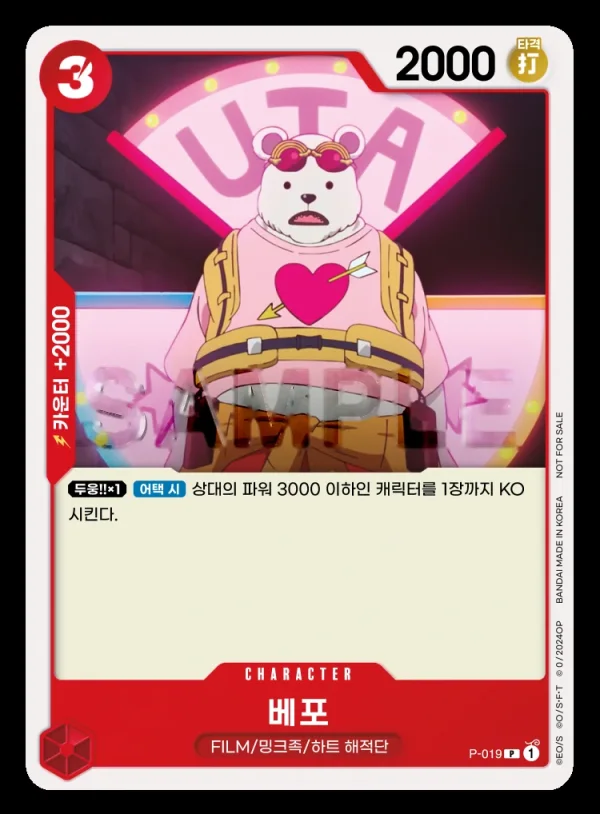 3
2000
타격
打
UTA
카운터 +2000
SAMPLE
두웅!!×1 어택 시 상대의 파워 3000 이하인 캐릭터를 1장까지 KO
시킨다.
CHARACTER
베포
FILM/밍크족/하트 해적단
P-019 P 1
©EO/S ©O/S·F·T © 0/2024OP BANDAI MADE IN KOREA NOT FOR SALE